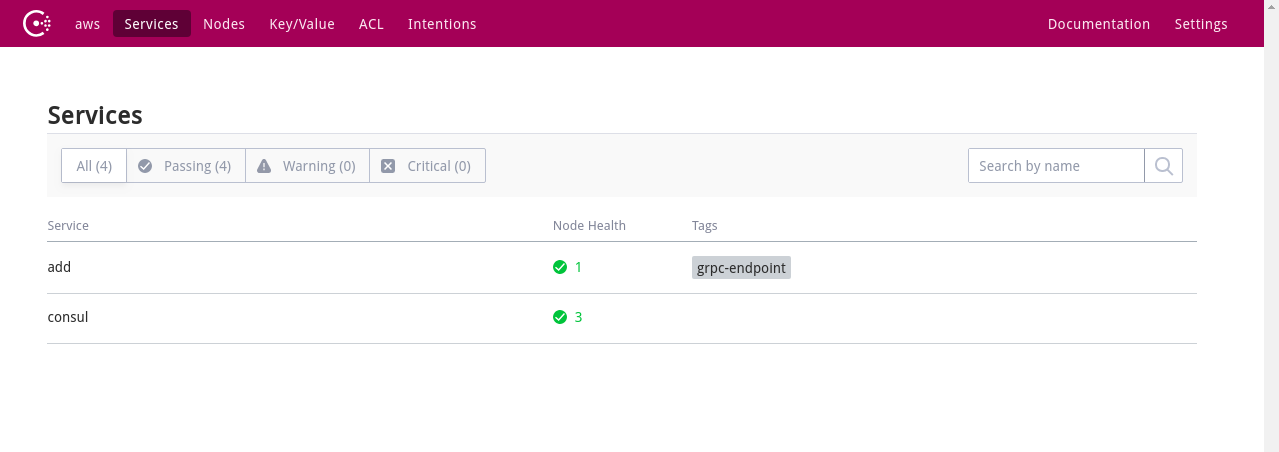 aws Services Nodes Key/Value ACL Intentions Documentation Settings
Services
All (4) Passing (4) Warning (0) Critical (0) Search by name
Service Node Health Tags
add 1 grpc-endpoint
consul 3